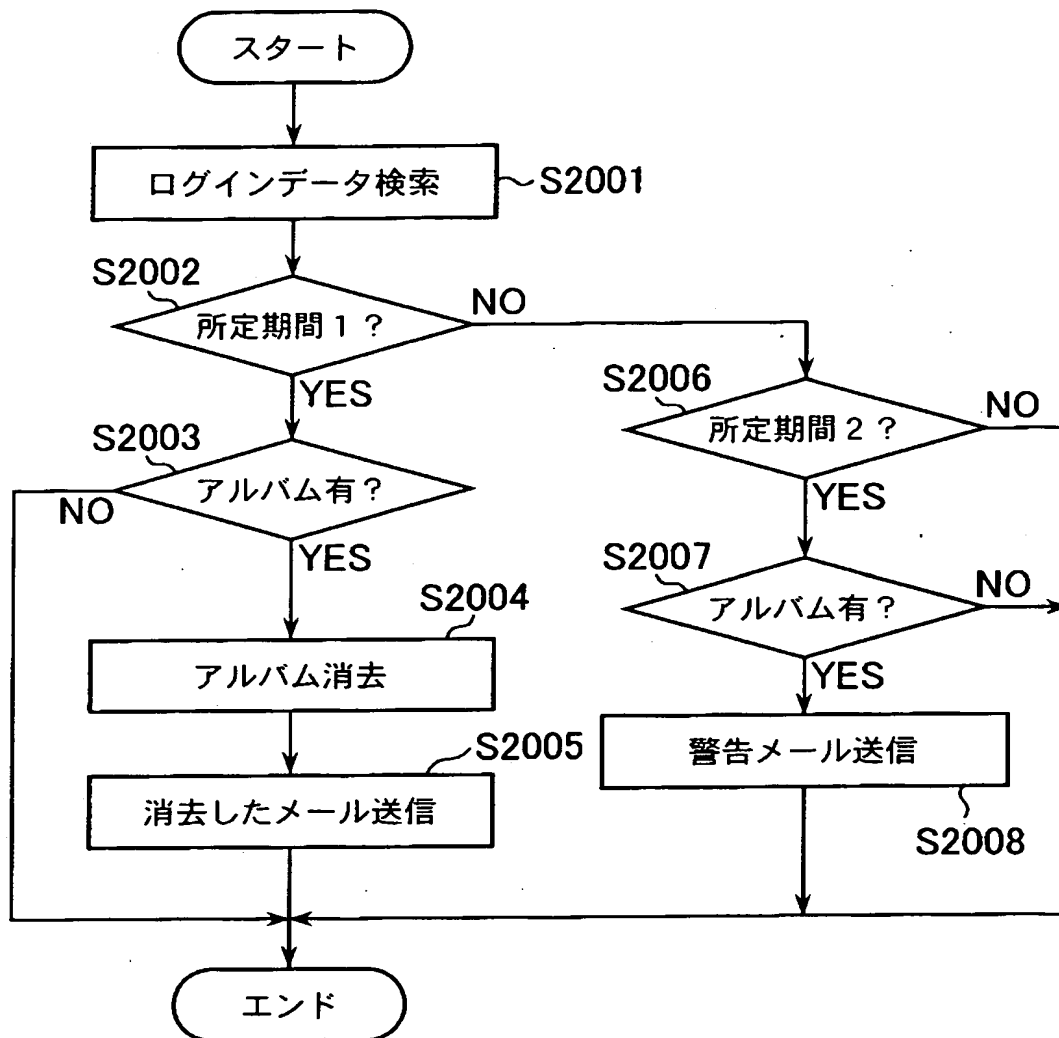 スタート
ログインデータ検索
S2001
S2002
所定期間１？
NO
YES
S2003
アルバム有？
NO
YES
S2004
アルバム消去
S2005
消去したメール送信
S2006
所定期間２？
NO
YES
S2007
アルバム有？
NO
YES
警告メール送信
S2008
エンド